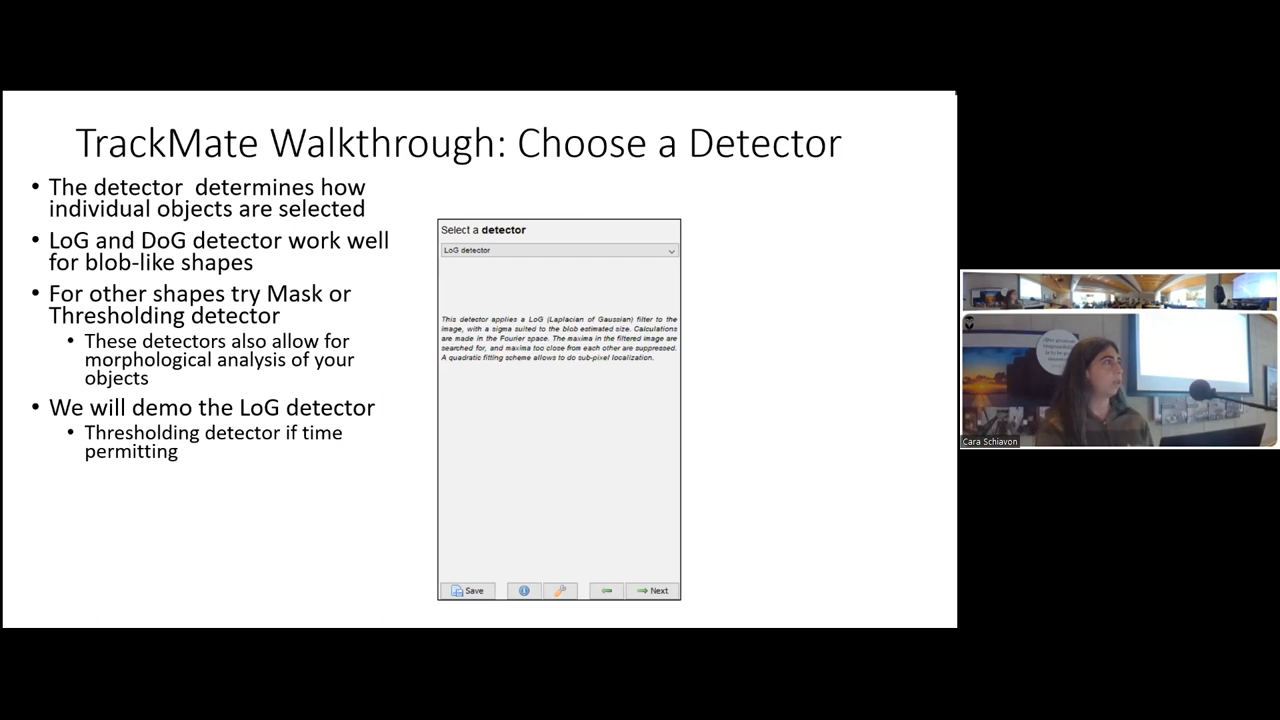 TrackMate Walkthrough: Choose a Detector
• The detector determines how
individual objects are selected
• LoG and DoG detector work well
for blob-like shapes
• For other shapes try Mask or
Thresholding detector
• These detectors also allow for
morphological analysis of your
objects
• We will demo the LoG detector
• Thresholding detector if time
permitting
Select a detector
LoG detector
This detector applies a LoG (Laplacian of Gaussian) filter to the
image, with a sigma suited to the blob estimated size. Calculations
are made in the Fourier space. The maxima in the filtered image are
searched for, and maxima too close from each other are suppressed.
A quadratic fitting scheme allows to do sub-pixel localization.
Save
Next
Cara Schiavon